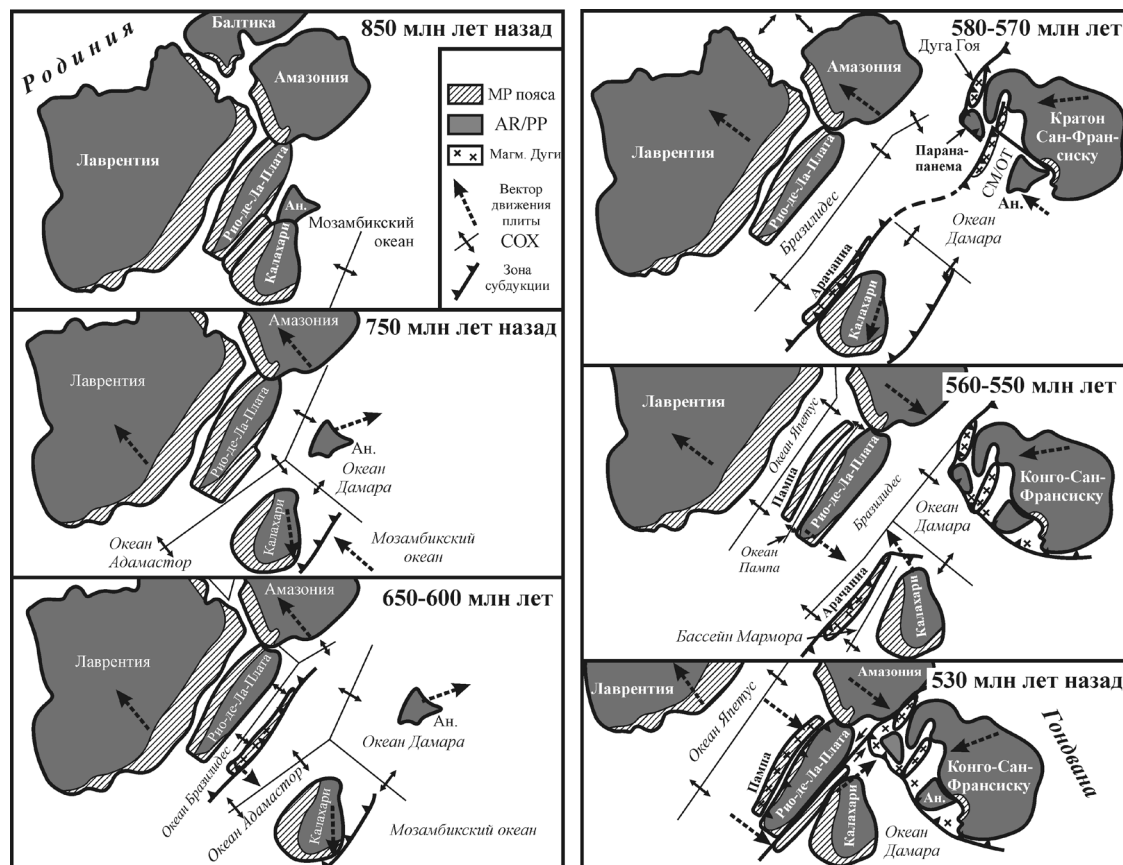 Родиния
Балтика
850 млн лет назад
Амазония
Лаврентия
Рио-де-Ла-Плата
Ан.
Калахари
Мозамбикский
океан
МР пояса
AR/PP
Магм. Дуги
Вектор
движения
плиты
СОХ
Зона
субдукции
750 млн лет назад
Амазония
Лаврентия
Рио-де-Ла-Плата
Ан.
Океан
Дамара
Калахари
Океан
Адамастор
Мозамбикский
океан
650-600 млн лет
Амазония
Лаврентия
Рио-де-Ла-Плата
Ан.
Океан Дамара
Океан Бразилидес
Океан Адамастор
Калахари
Мозамбикский океан
580-570 млн лет
Дуга Гоя
Амазония
Кратон
Сан-Фран-
сиску
Лаврентия
Парана-
панема
СМ/ОТ
Ан.
Рио-де-Ла-Плата
Бразилидес
Океан
Дамара
Арачаниа
Калахари
560-550 млн лет
Лаврентия
Океан Япетус
Пампа
Рио-де-Ла-Плата
Бразилидес
Конго-Сан-
Франсиску
Океан
Дамара
Океан
Пампа
Арачаниа
Калахари
Бассейн Мармора
530 млн лет назад
Амазония
Лаврентия
Океан Япетус
Гондвана
Пампа
Рио-де-Ла-Плата
Конго-Сан-
Франсиску
Ан.
Калахари
Океан
Дамара